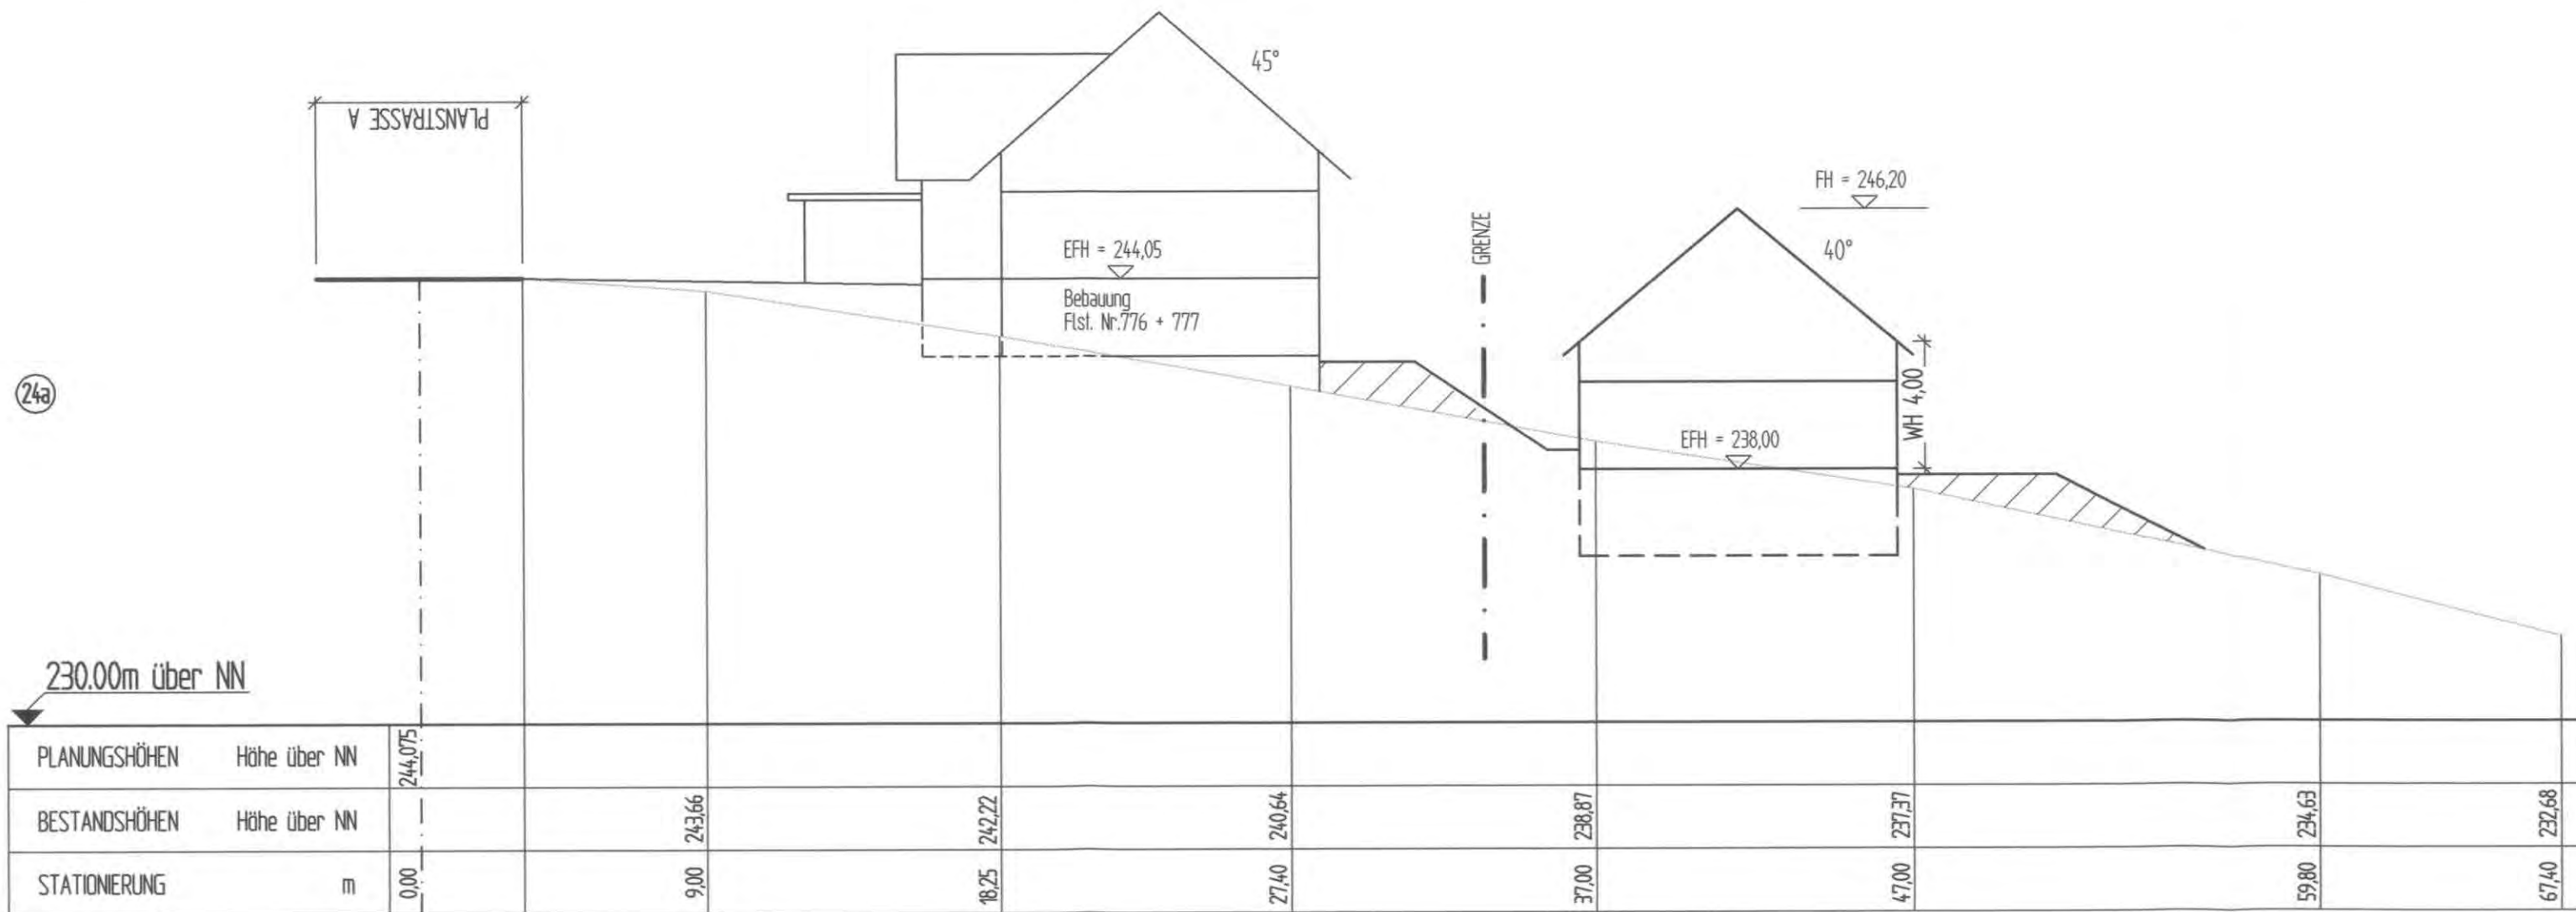 45°
PLANSTRASSE A
FH = 246,20
GRENZE
40°
EFH = 244,05
Bebauung
Flst. Nr.776 + 777
24a
WH 4,00
EFH = 238,00
230.00m über NN
PLANUNGSHÖHEN Höhe über NN 244,075
BESTANDSHÖHEN Höhe über NN 243,66 242,22 240,64 238,87 237,37 234,63 232,68
STATIONIERUNG m 0,00 9,00 18,25 27,40 37,00 47,00 59,80 67,40